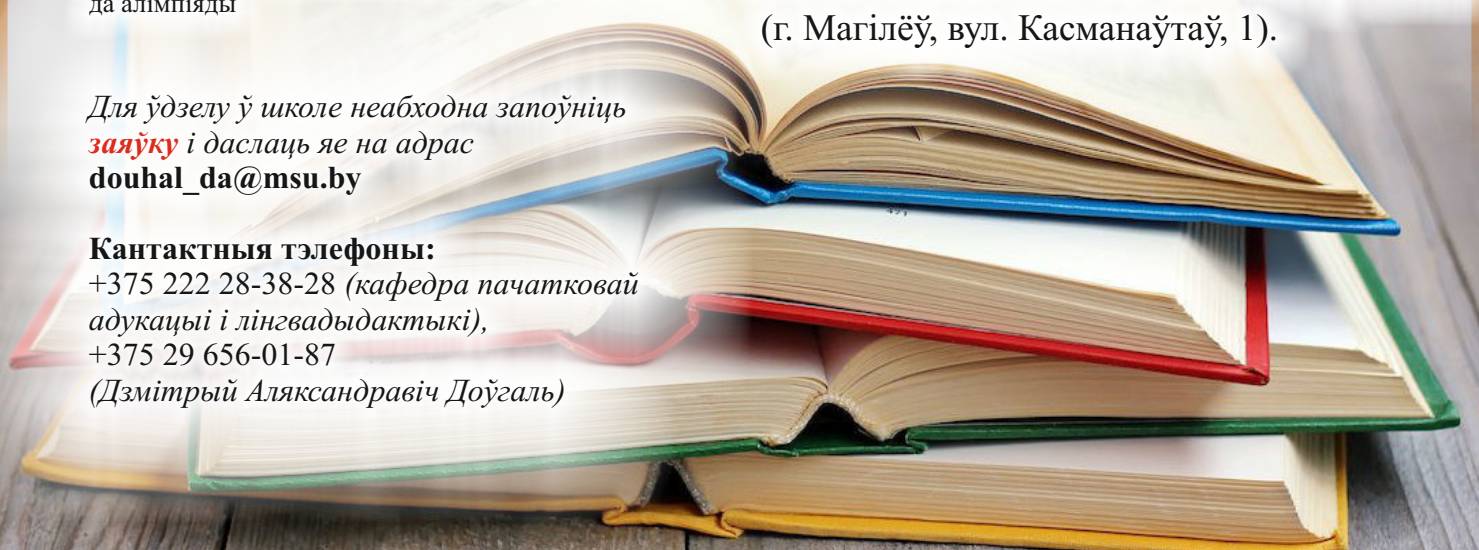 да алімпіяды
(г. Магілёў, вул. Касманаўтаў, 1).
Для ўдзелу ў школе неабходна запоўніць
заяўку і даслаць яе на адрас
douhal_da@msu.by
Кантактныя тэлефоны:
+375 222 28-38-28 (кафедра пачатковай
адукацыі і лінгвадыдактыкі),
+375 29 656-01-87
(Дзмітрый Аляксандравіч Доўгаль)